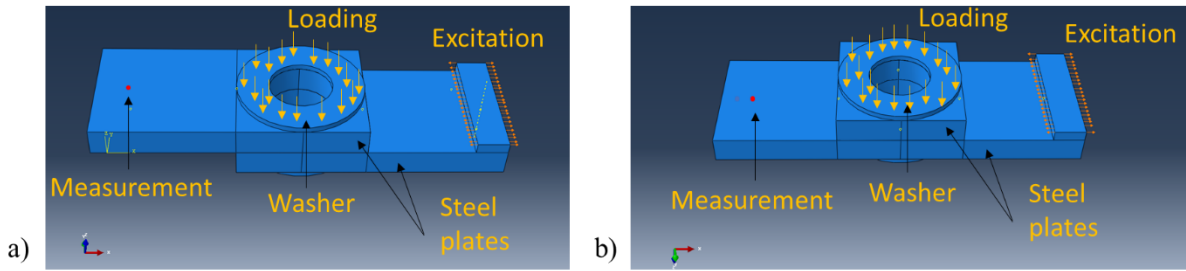 Loading
Excitation
Measurement
Washer
Steel
plates
a)
Loading
Excitation
Measurement
Washer
Steel
plates
b)